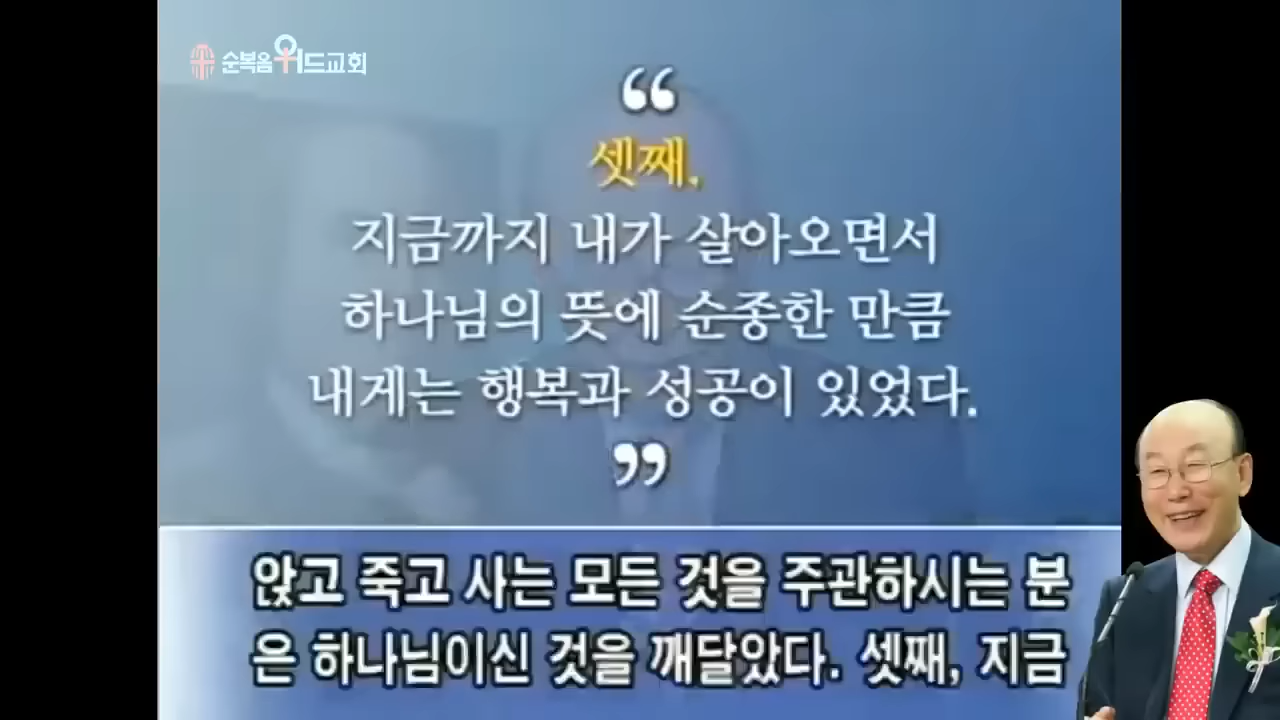 순복음위드교회
“
셋째,
지금까지 내가 살아오면서
하나님의 뜻에 순종한 만큼
내게는 행복과 성공이 있었다.
”
앉고 죽고 사는 모든 것을 주관하시는 분
은 하나님이신 것을 깨달았다. 셋째, 지금